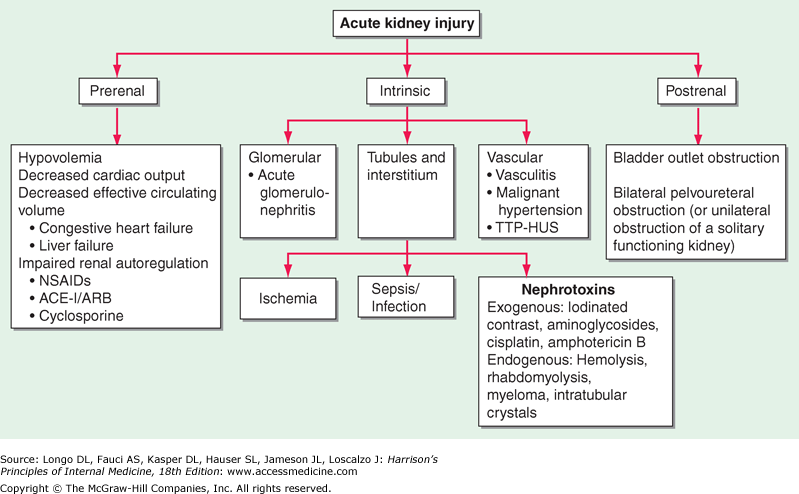 Acute kidney injury
Prerenal
Intrinsic
Postrenal
Hypovolemia
Decreased cardiac output
Decreased effective circulating
volume
• Congestive heart failure
• Liver failure
Impaired renal autoregulation
• NSAIDs
• ACE-I/ARB
• Cyclosporine
Glomerular
• Acute
glomerulo-
nephritis
Tubules and
interstitium
Vascular
• Vasculitis
• Malignant
hypertension
• TTP-HUS
Bladder outlet obstruction
Bilateral pelvoureteral
obstruction (or unilateral
obstruction of a solitary
functioning kidney)
Ischemia
Sepsis/
Infection
Nephrotoxins
Exogenous: Iodinated
contrast, aminoglycosides,
cisplatin, amphotericin B
Endogenous: Hemolysis,
rhabdomyolysis,
myeloma, intratubular
crystals
Source: Longo DL, Fauci AS, Kasper DL, Hauser SL, Jameson JL, Loscalzo J: Harrison's
Principles of Internal Medicine, 18th Edition: www.accessmedicine.com
Copyright © The McGraw-Hill Companies, Inc. All rights reserved.